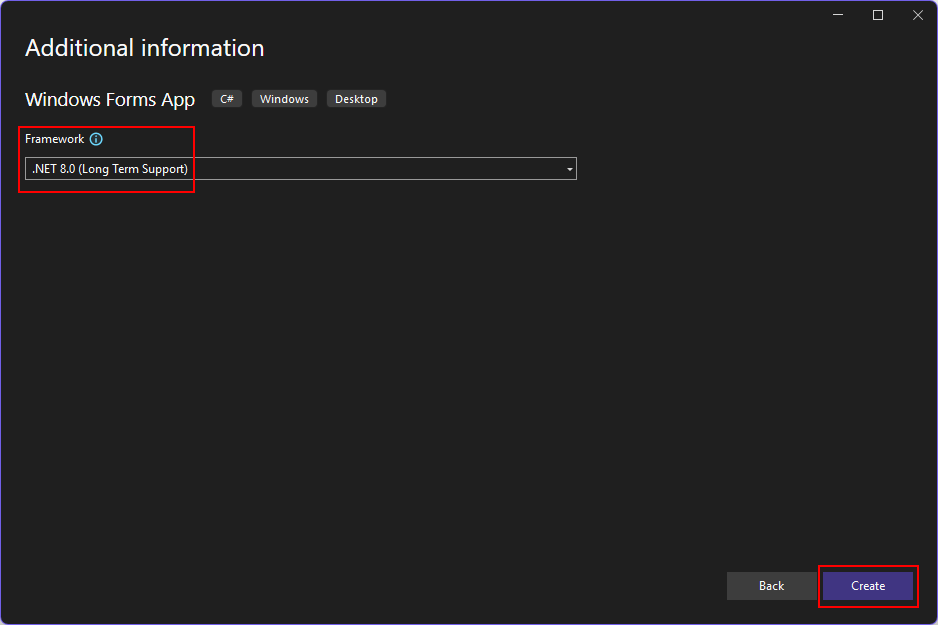 Additional information
Windows Forms App C# Windows Desktop
Framework
.NET 8.0 (Long Term Support)
Back Create